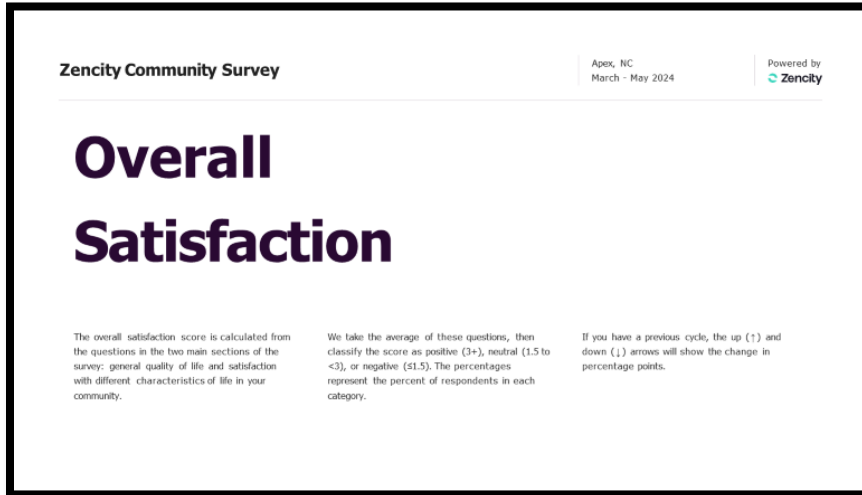 Zencity Community Survey
Apex, NC
March - May 2024
Powered by
Zencity
Overall
Satisfaction
The overall satisfaction score is calculated from
the questions in the two main sections of the
survey: general quality of life and satisfaction
with different characteristics of life in your
community.
We take the average of these questions, then
classify the score as positive (3+), neutral (1.5 to
<3), or negative (≤1.5). The percentages
represent the percent of respondents in each
category.
If you have a previous cycle, the up (↑) and
down (↓) arrows will show the change in
percentage points.